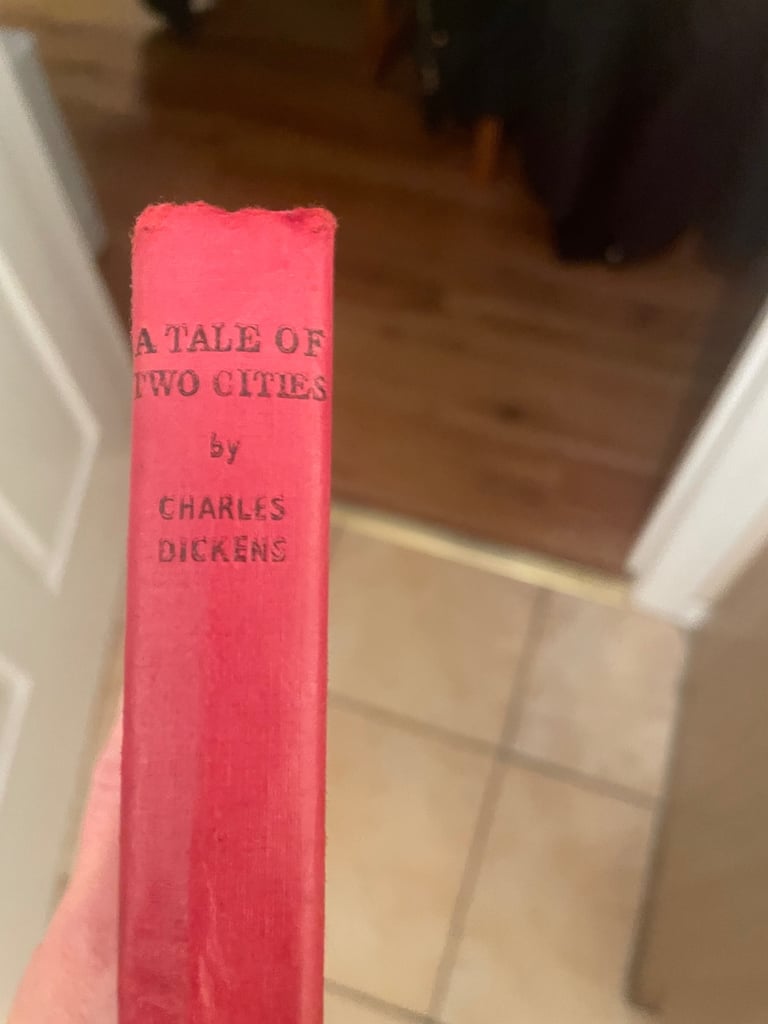 A TALE OF
TWO CITIES
by
CHARLES
DICKENS